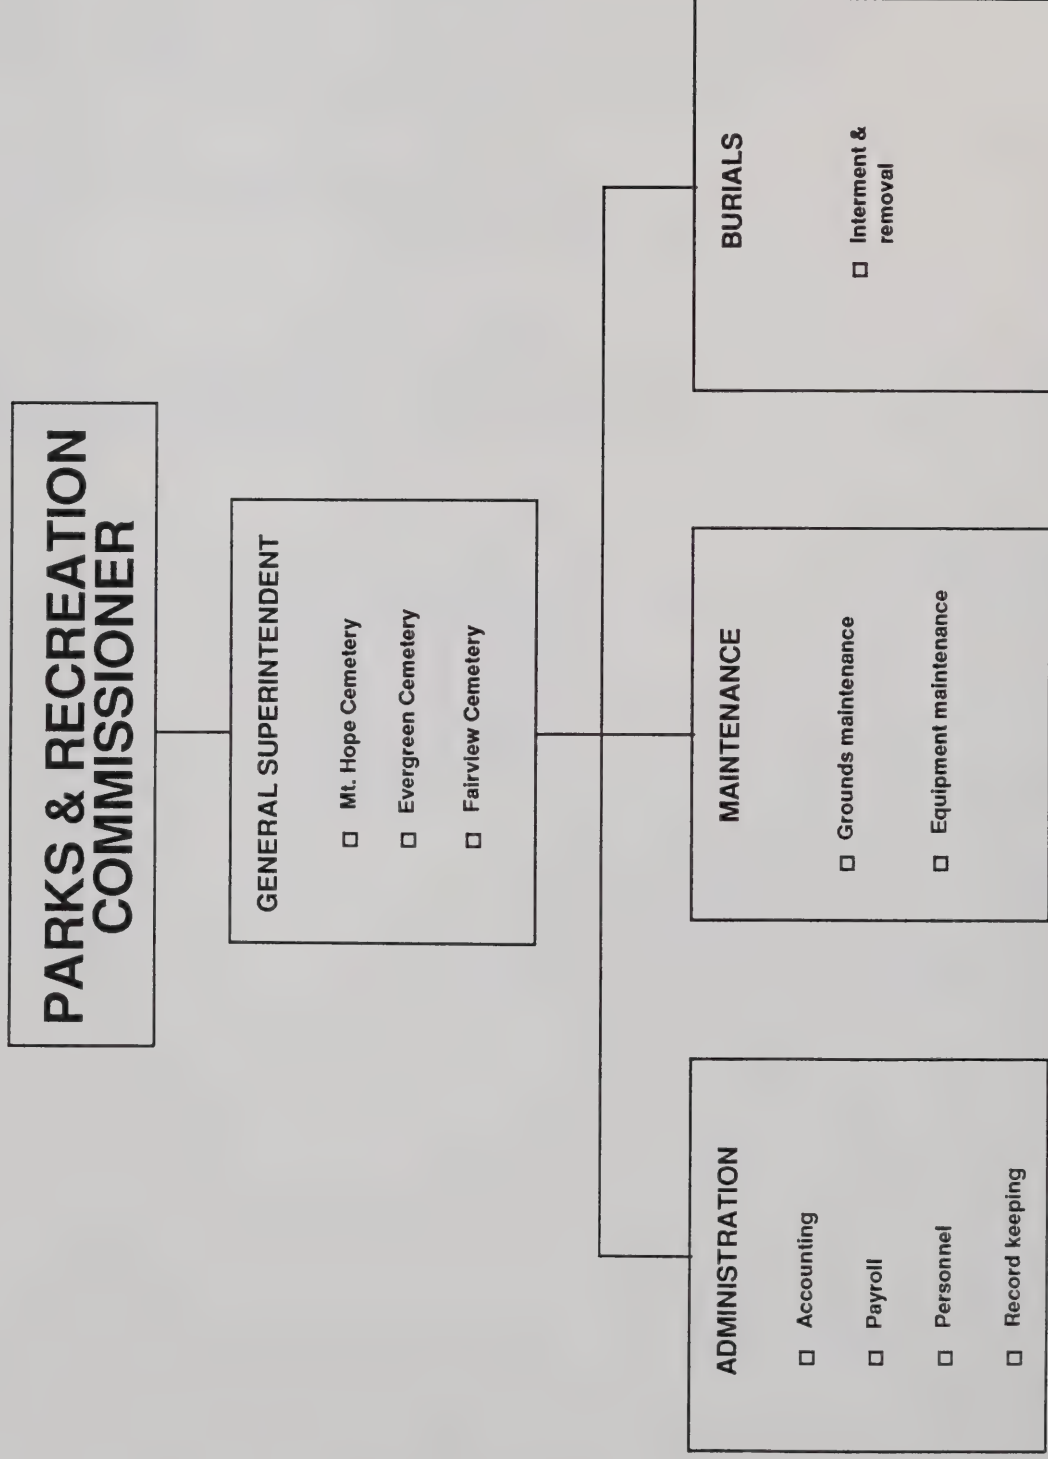 PARKS & RECREATION
COMMISSIONER
GENERAL SUPERINTENDENT
☐ Mt. Hope Cemetery
☐ Evergreen Cemetery
☐ Fairview Cemetery
ADMINISTRATION
☐ Accounting
☐ Payroll
☐ Personnel
☐ Record keeping
MAINTENANCE
☐ Grounds maintenance
☐ Equipment maintenance
BURIALS
☐ Interment &
removal